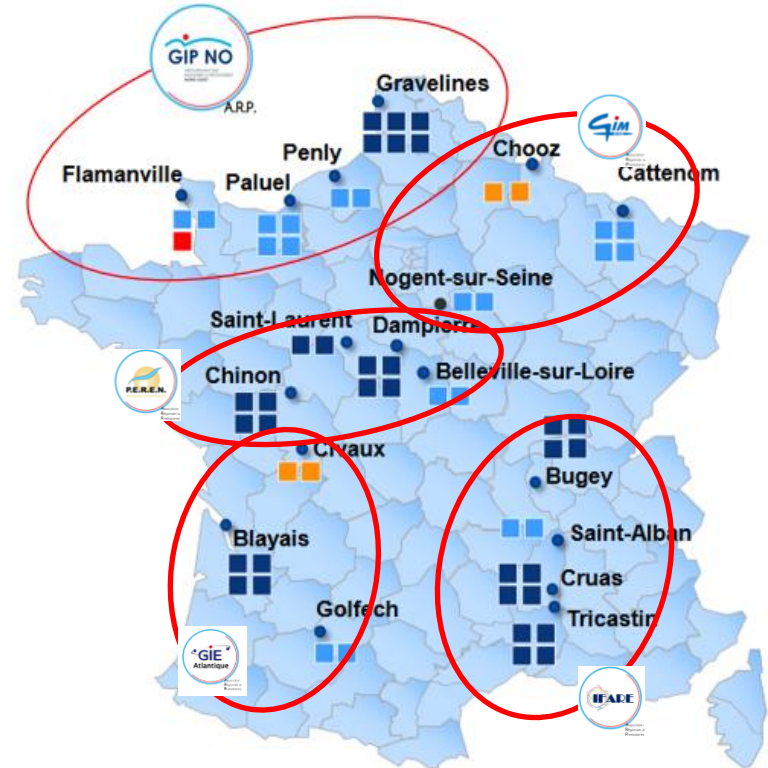 GIP NO
A.R.P.
Gravelines
GIM
Chooz
Cattenom
Penly
Flamanville
Paluel
Nogent-sur-Seine
Saint-Laurent
Dampierre
P.E.R.E.N.
Chinon
Belleville-sur-Loire
Civaux
Bugey
Blayais
Saint-Alban
Cruas
Golfech
Tricastin
GIE
Atlantique
IFARE